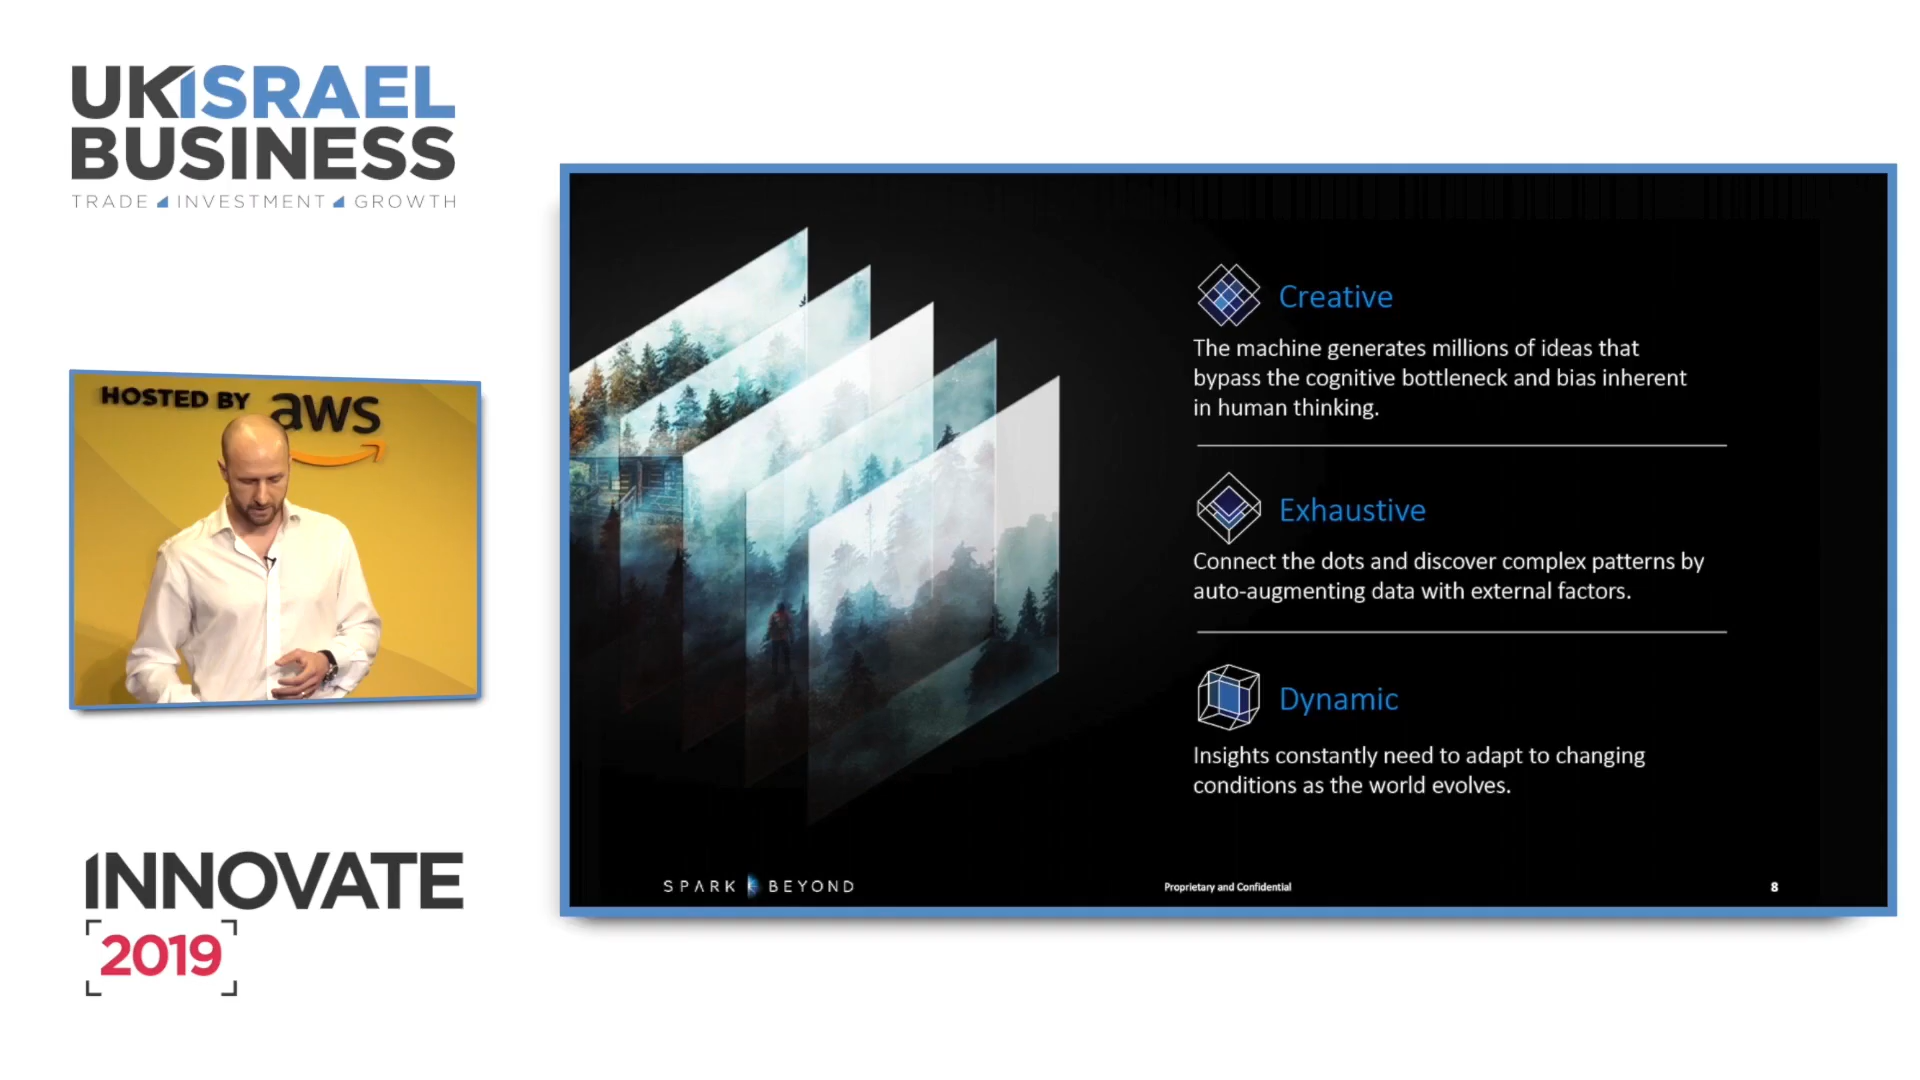 UKISRAEL
BUSINESS
TRADE INVESTMENT GROWTH
HOSTED BY aws
INNOVATE
2019
Creative
The machine generates millions of ideas that
bypass the cognitive bottleneck and bias inherent
in human thinking.
Exhaustive
Connect the dots and discover complex patterns by
auto-augmenting data with external factors.
Dynamic
Insights constantly need to adapt to changing
conditions as the world evolves.
SPARK BEYOND
Proprietary and Confidential
8